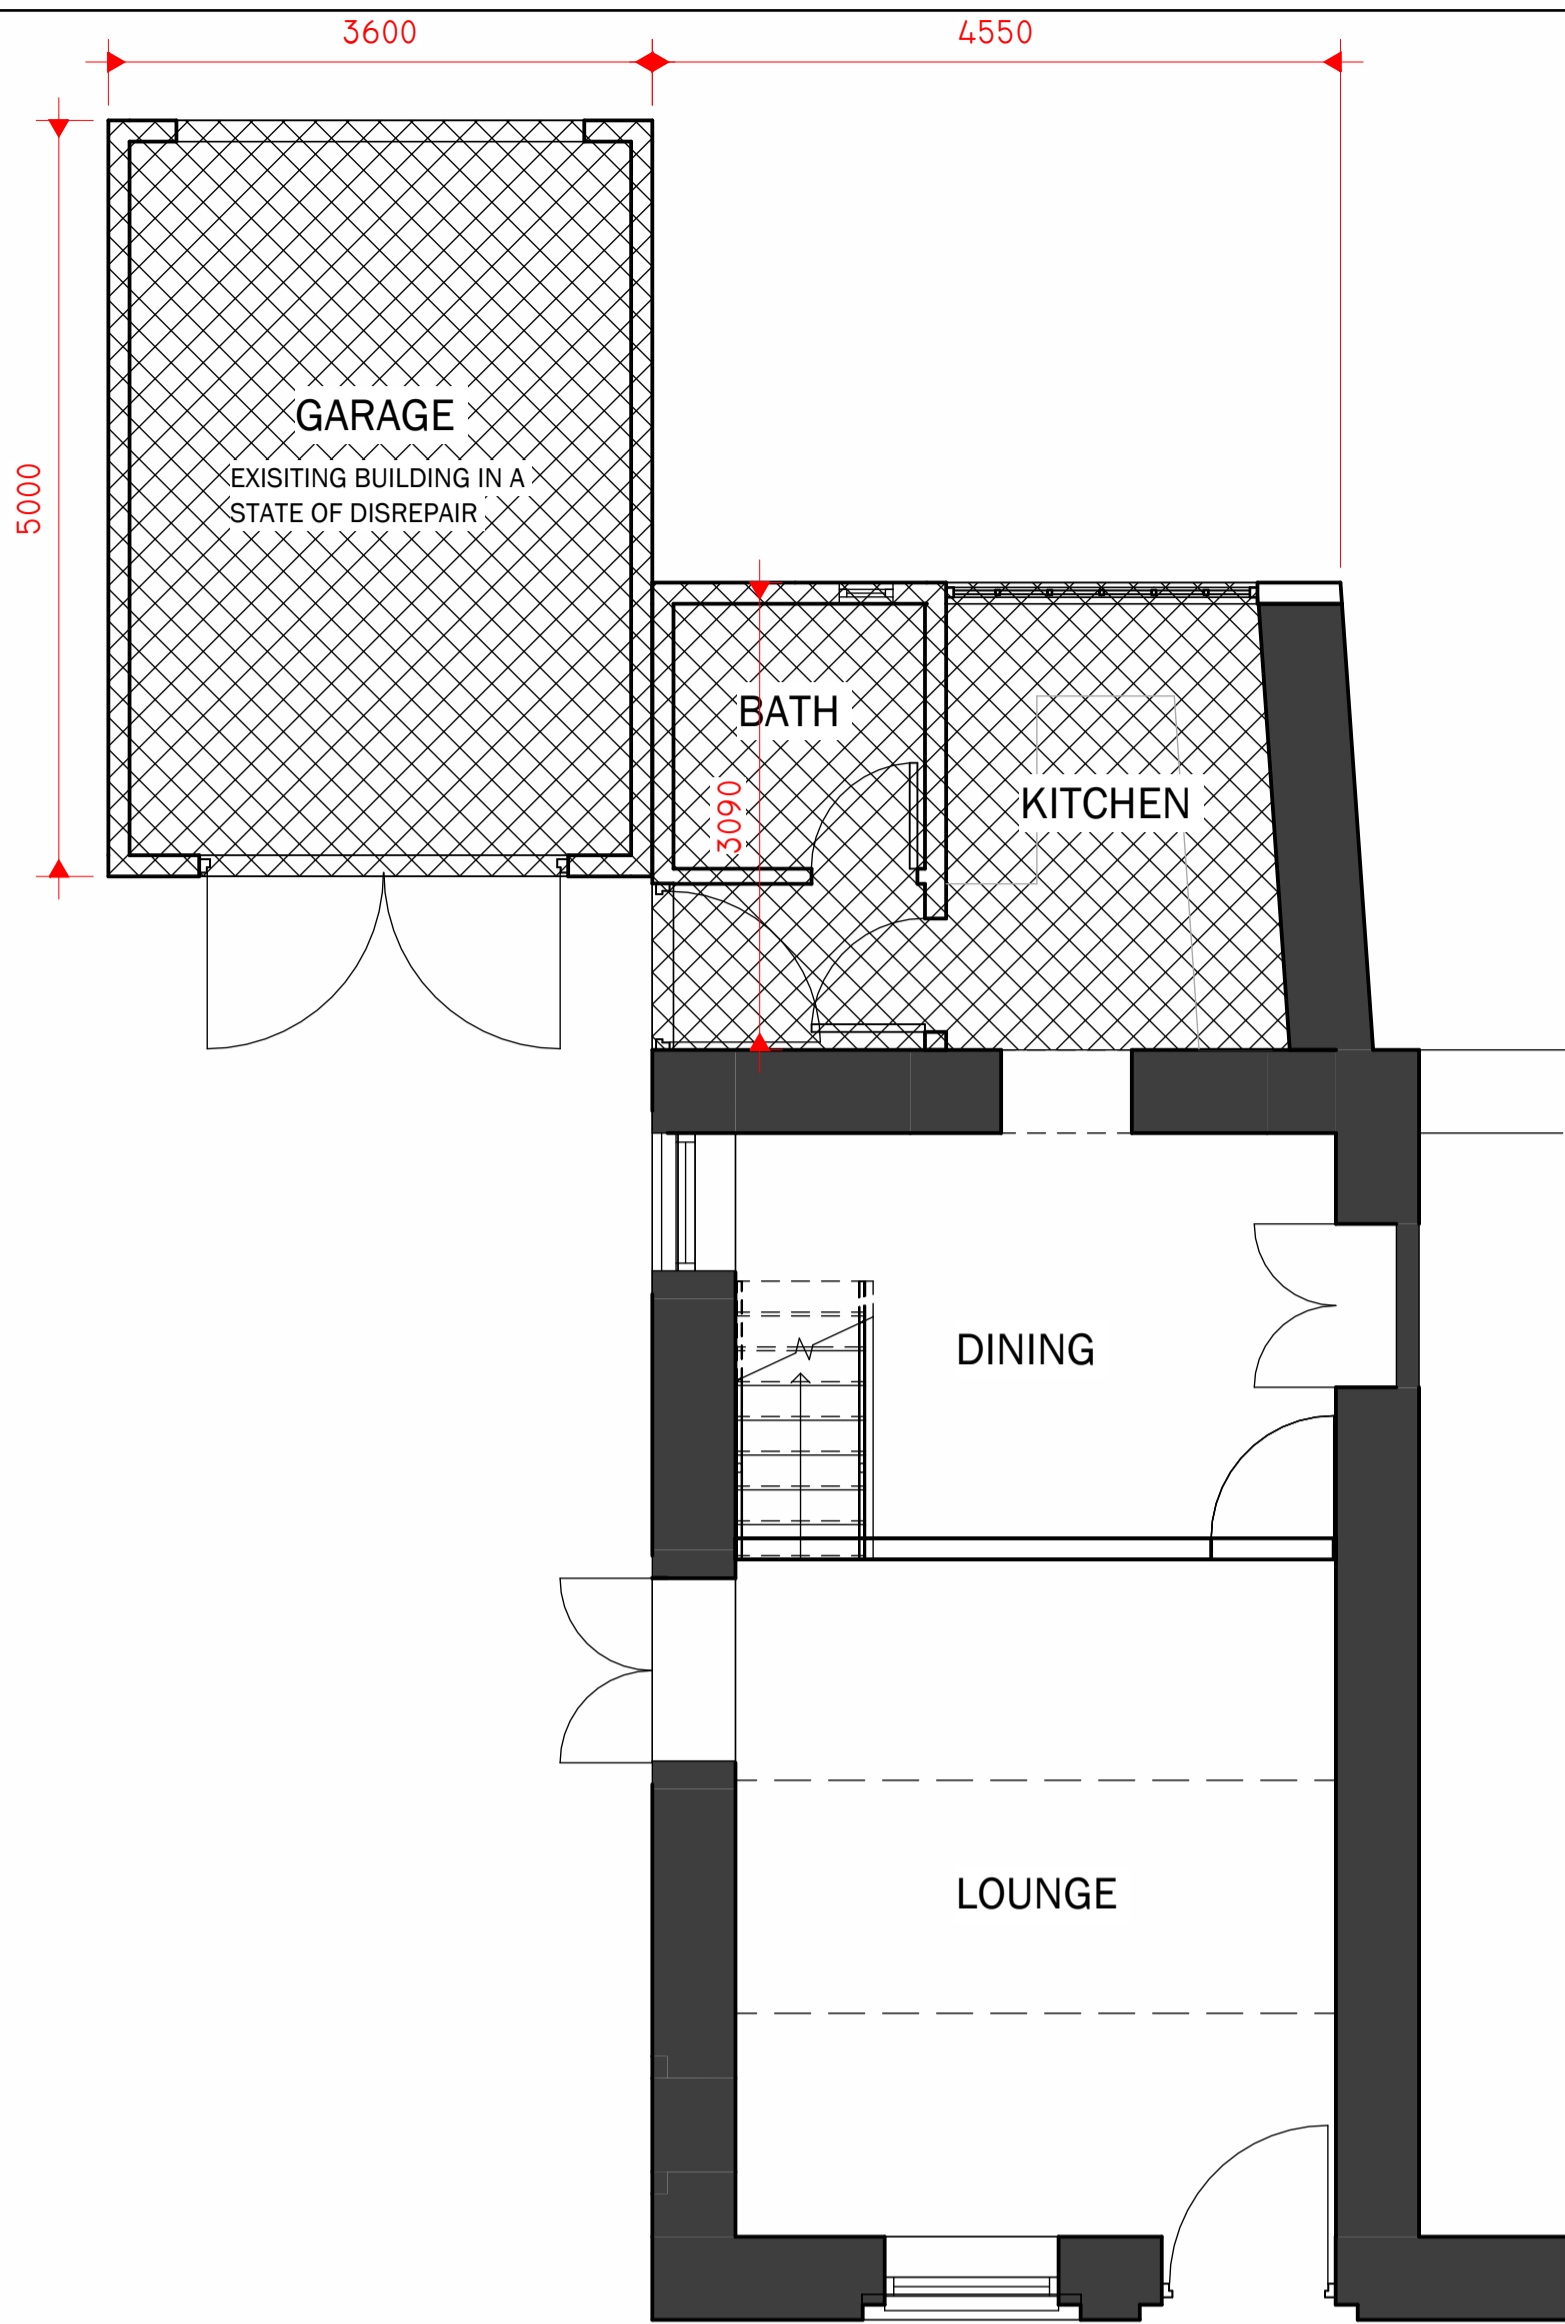 3600
4550
5000
GARAGE
EXISITING BUILDING IN A
STATE OF DISREPAIR
BATH
3090
KITCHEN
DINING
LOUNGE